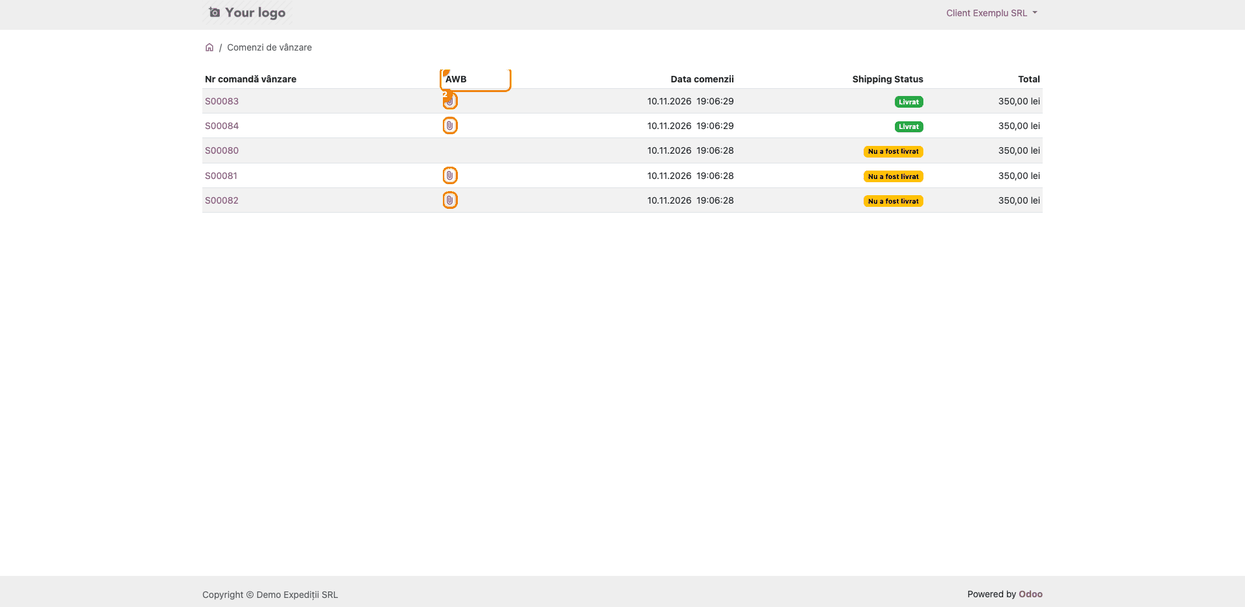 Your logo
Client Exemplu SRL
/ Comenzi de vânzare
Nr comandă vânzare AWB Data comenzii Shipping Status Total
S00083 10.11.2026 19:06:29 Livrat 350,00 lei
S00084 10.11.2026 19:06:29 Livrat 350,00 lei
S00080 10.11.2026 19:06:28 Nu a fost livrat 350,00 lei
S00081 10.11.2026 19:06:28 Nu a fost livrat 350,00 lei
S00082 10.11.2026 19:06:28 Nu a fost livrat 350,00 lei
Copyright © Demo Expediții SRL
Powered by Odoo